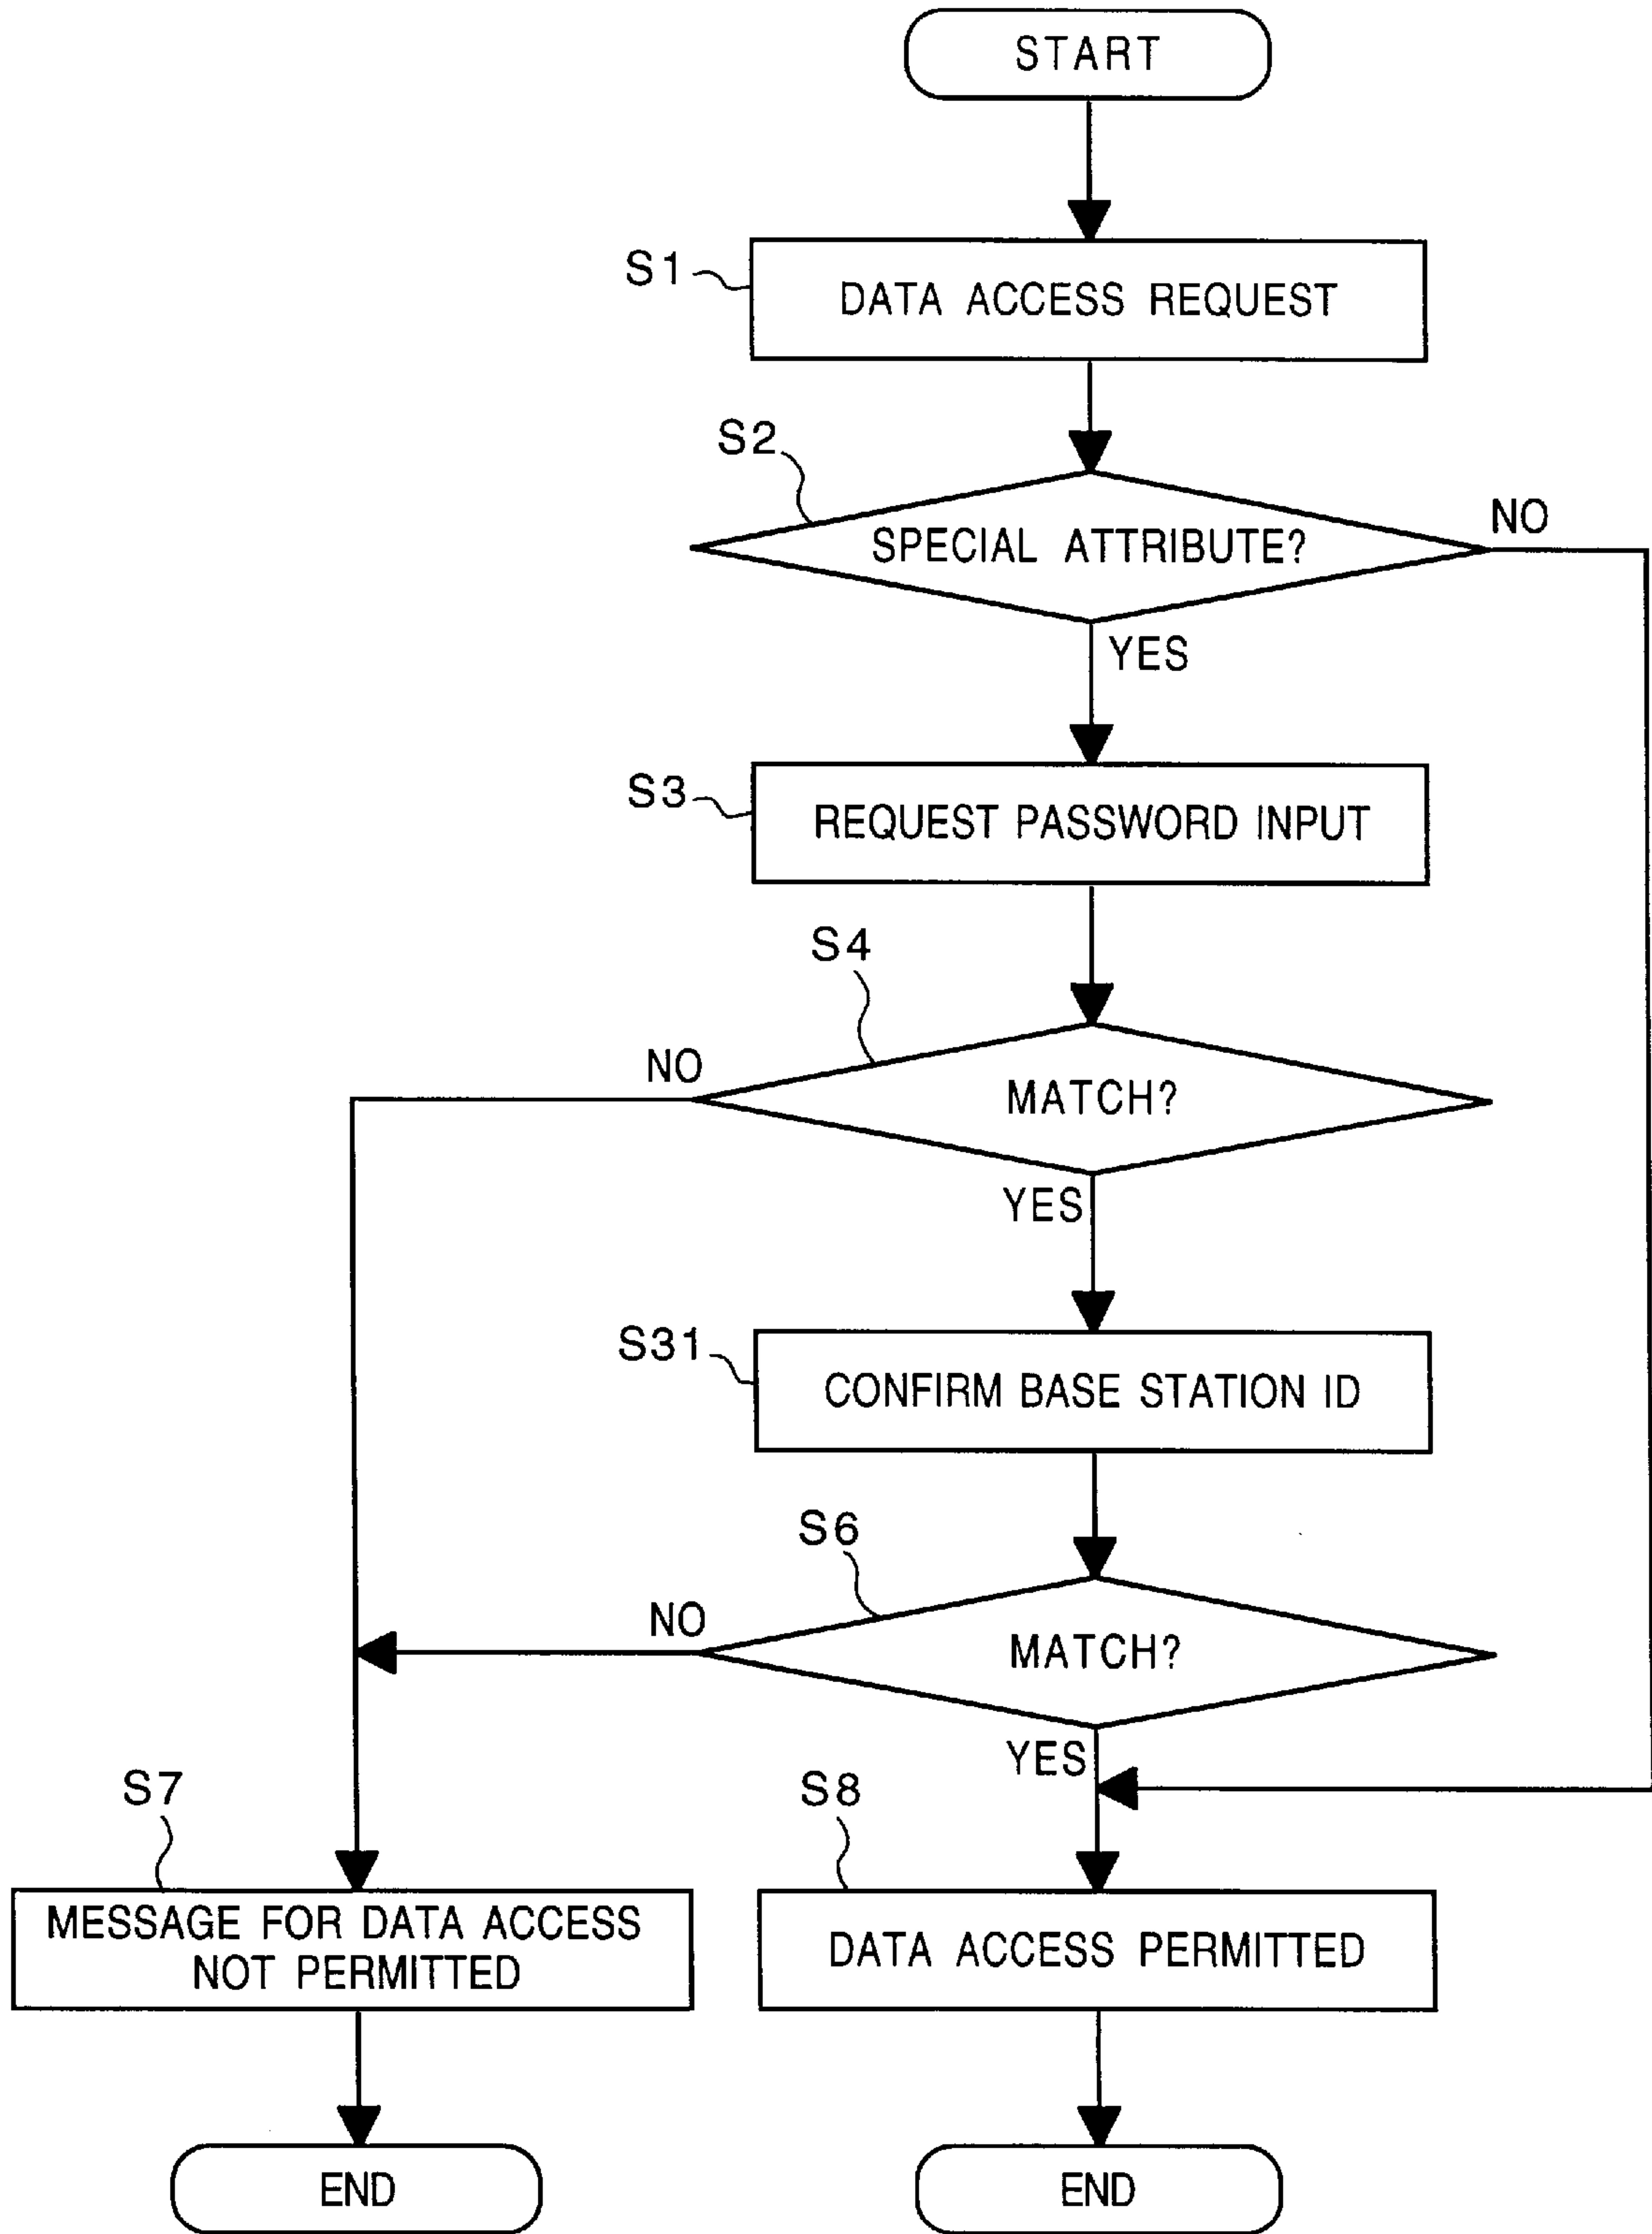 START
S1
DATA ACCESS REQUEST
S2
SPECIAL ATTRIBUTE?
NO
YES
S3
REQUEST PASSWORD INPUT
S4
NO
MATCH?
YES
S31
CONFIRM BASE STATION ID
S6
NO
MATCH?
YES
S7
S8
MESSAGE FOR DATA ACCESS
NOT PERMITTED
DATA ACCESS PERMITTED
END
END